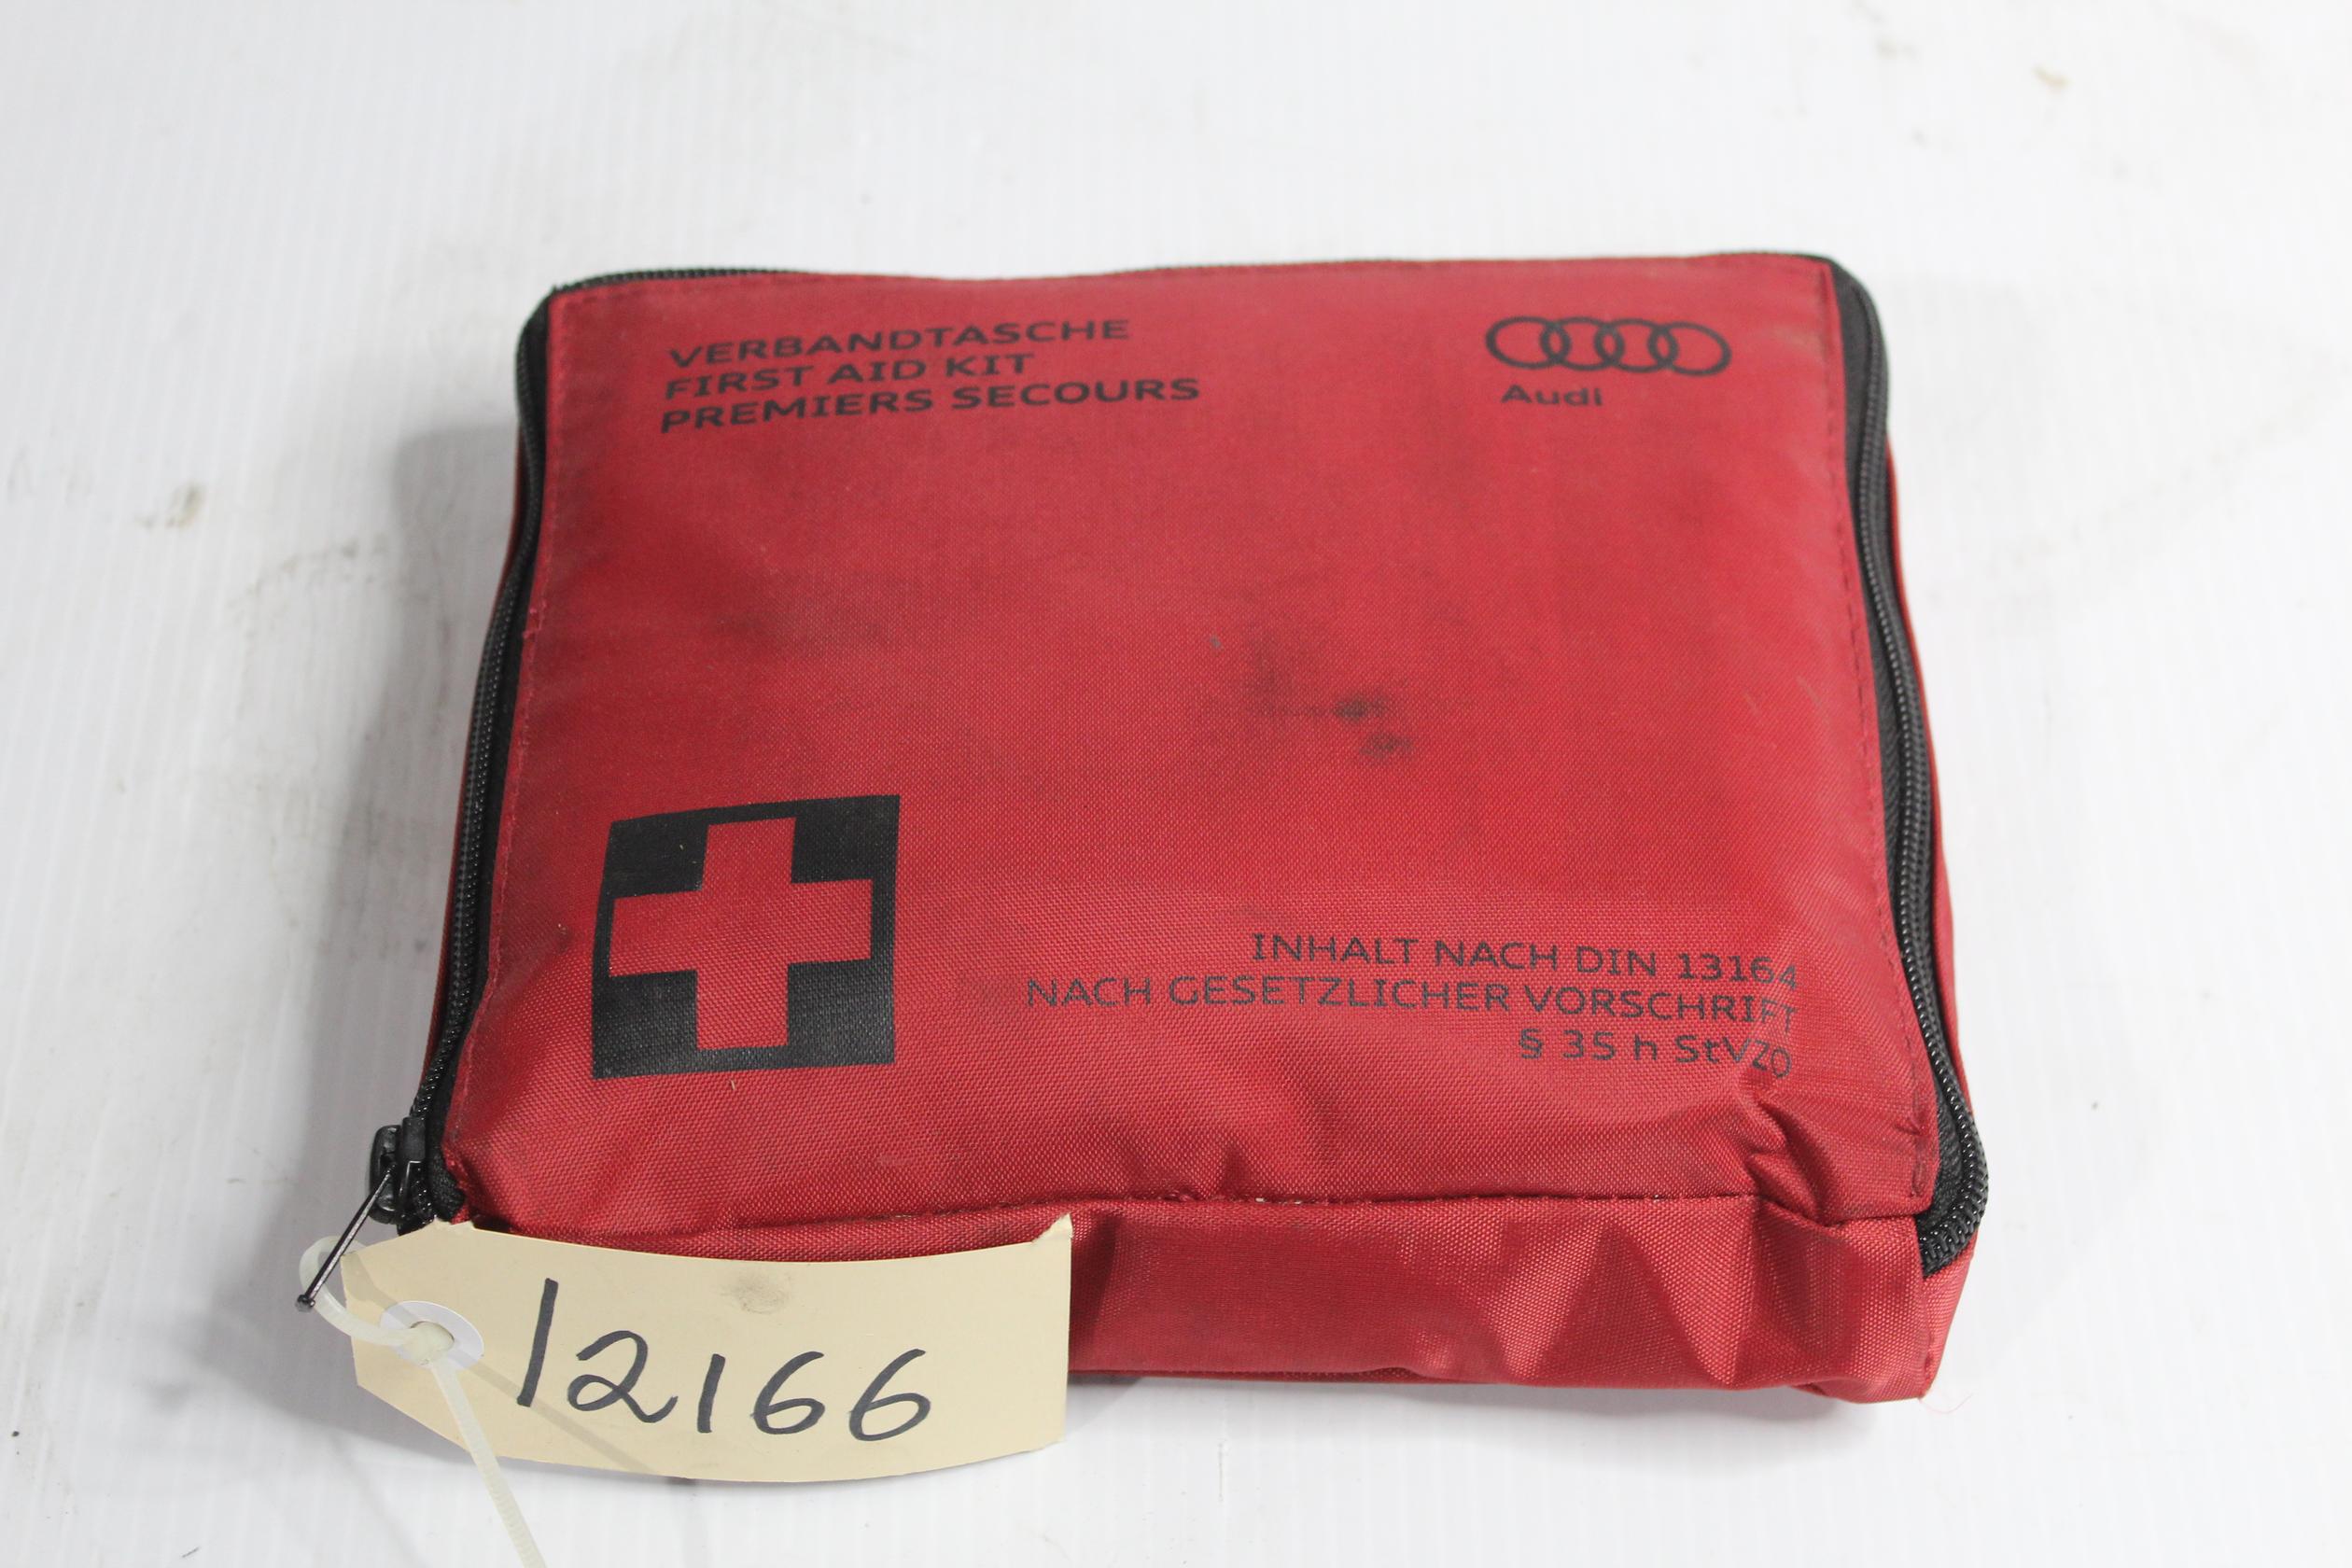 VERBANDTASCHE
FIRST AID KIT
PREMIERS SECOURS
Audi
INHALT NACH DIN 13164
NACH GESETZLICHER VORSCHRIFT
§ 35 h StVZO
12166